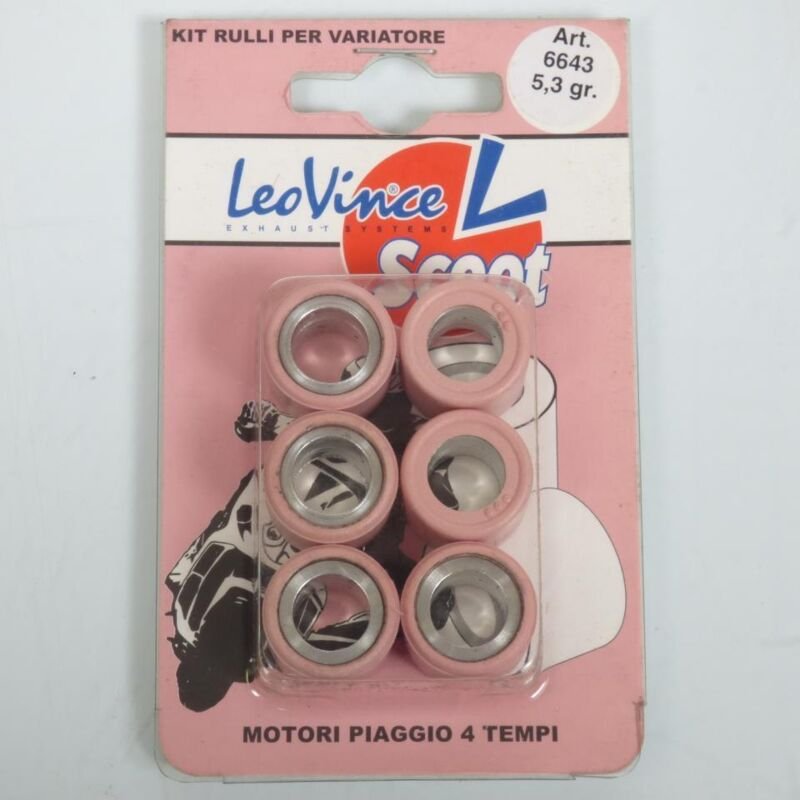 KIT RULLI PER VARIATORE
Art.
6643
5,3 gr.
LeoVince®
EXHAUST SYSTEMS
L
Scoot
MOTORI PIAGGIO 4 TEMPI